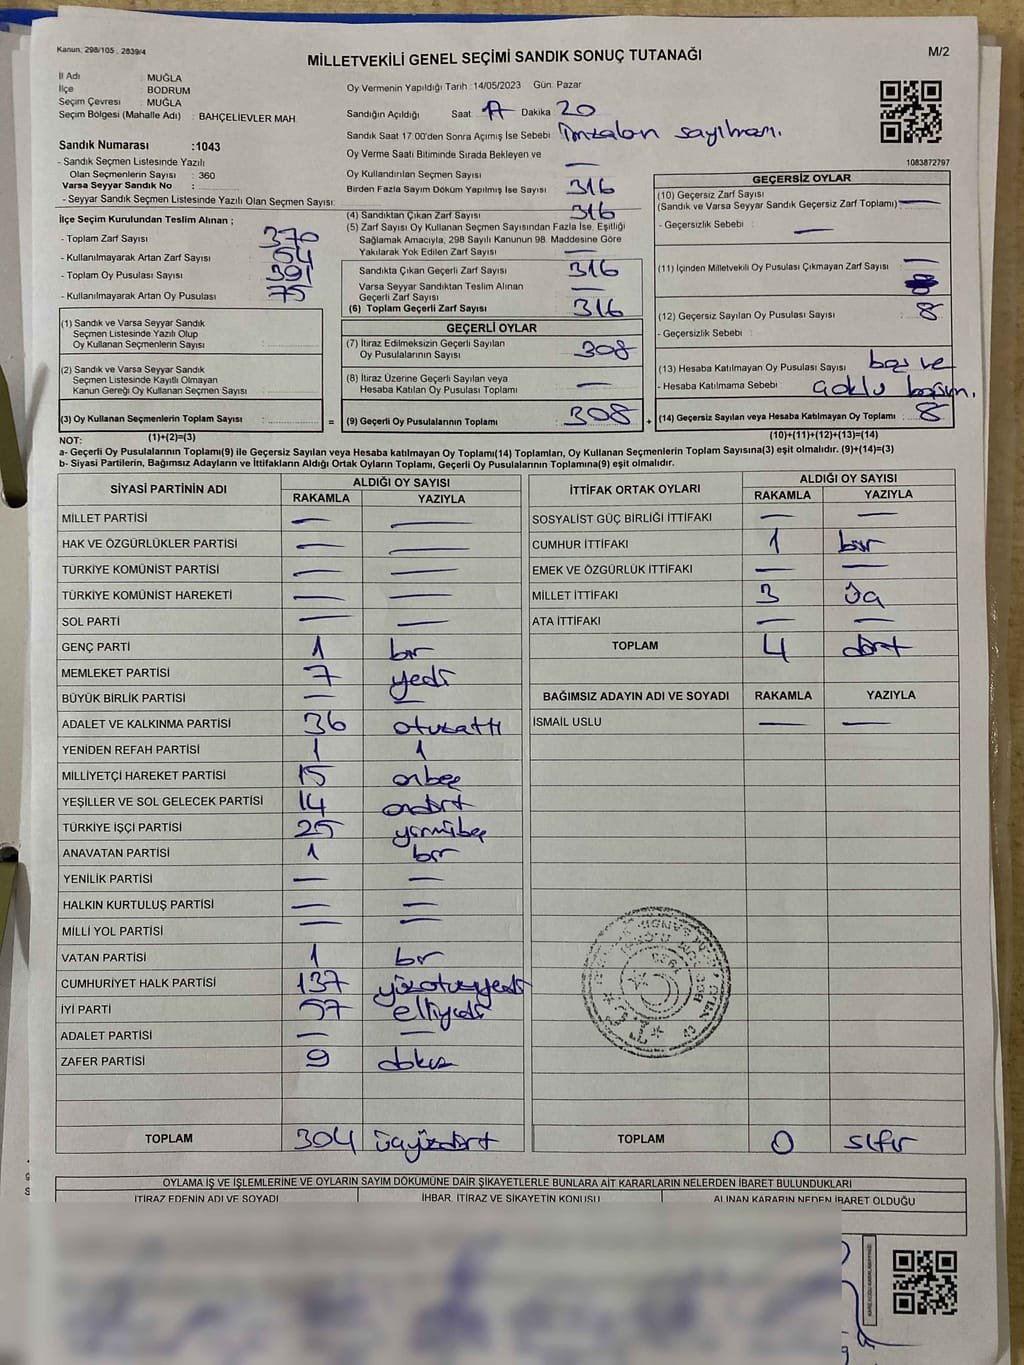 Kanun: 298/105 , 2839/4
MİLLETVEKİLİ GENEL SEÇİMİ SANDIK SONUÇ TUTANAĞI
M/2
İl Adı : MUĞLA
İlçe : BODRUM
Seçim Çevresi : MUĞLA
Seçim Bölgesi (Mahalle Adı) : BAHÇELİEVLER MAH.
Sandık Numarası :1043
- Sandık Seçmen Listesinde Yazılı
Olan Seçmenlerin Sayısı : 360
Varsa Seyyar Sandık No :
- Seyyar Sandık Seçmen Listesinde Yazılı Olan Seçmen Sayısı:
Oy Vermenin Yapıldığı Tarih :14/05/2023 Gün: Pazar
Sandığın Açıldığı Saat 17 Dakika 20
Sandık Saat 17:00'den Sonra Açımış İse Sebebi İmzaların sayılması.
Oy Verme Saati Bitiminde Sırada Bekleyen ve
Oy Kullandırılan Seçmen Sayısı —
Birden Fazla Sayım Döküm Yapılmış İse Sayısı 316
1083872797
İlçe Seçim Kurulundan Teslim Alınan ;
- Toplam Zarf Sayısı : 370
- Kullanılmayarak Artan Zarf Sayısı : 54
- Toplam Oy Pusulası Sayısı : 391
- Kullanılmayarak Artan Oy Pusulası : 75
(1) Sandık ve Varsa Seyyar Sandık
Seçmen Listesinde Yazılı Olup
Oy Kullanan Seçmenlerin Sayısı :
(2) Sandık ve Varsa Seyyar Sandık
Seçmen Listesinde Kayıtlı Olmayan
Kanun Gereği Oy Kullanan Seçmen Sayısı :
(3) Oy Kullanan Seçmenlerin Toplam Sayısı :
(1)+(2)=(3)
(4) Sandıktan Çıkan Zarf Sayısı 316
(5) Zarf Sayısı Oy Kullanan Seçmen Sayısından Fazla İse, Eşitliği
Sağlamak Amacıyla, 298 Sayılı Kanunun 98. Maddesine Göre
Yakılarak Yok Edilen Zarf Sayısı —
Sandıkta Çıkan Geçerli Zarf Sayısı 316
Varsa Seyyar Sandıktan Teslim Alınan
Geçerli Zarf Sayısı —
(6) Toplam Geçerli Zarf Sayısı 316
GEÇERLİ OYLAR
(7) İtiraz Edilmeksizin Geçerli Sayılan
Oy Pusulalarının Sayısı 308
(8) İtiraz Üzerine Geçerli Sayılan veya
Hesaba Katılan Oy Pusulası Toplamı —
= (9) Geçerli Oy Pusulalarının Toplamı 308 +
GEÇERSİZ OYLAR
(10) Geçersiz Zarf Sayısı
(Sandık ve Varsa Seyyar Sandık Geçersiz Zarf Toplamı) —
- Geçersizlik Sebebi : —
(11) İçinden Milletvekili Oy Pusulası Çıkmayan Zarf Sayısı : —
(12) Geçersiz Sayılan Oy Pusulası Sayısı : 8
- Geçersizlik Sebebi :
(13) Hesaba Katılmayan Oy Pusulası Sayısı : boş ve
- Hesaba Katılmama Sebebi : çoklu basım.
(14) Geçersiz Sayılan veya Hesaba Katılmayan Oy Toplamı : 8
(10)+(11)+(12)+(13)=(14)
NOT:
a- Geçerli Oy Pusulalarının Toplamı(9) ile Geçersiz Sayılan veya Hesaba Katılmayan Oy Toplamı(14) Toplamları, Oy Kullanan Seçmenlerin Toplam Sayısına(3) eşit olmalıdır. (9)+(14)=(3)
b- Siyasi Partilerin, Bağımsız Adayların ve İttifakların Aldığı Ortak Oyların Toplamı, Geçerli Oy Pusulalarının Toplamına(9) eşit olmalıdır.
SİYASİ PARTİNİN ADI ALDIĞI OY SAYISI
RAKAMLA YAZIYLA
MİLLET PARTİSİ — —
HAK VE ÖZGÜRLÜKLER PARTİSİ — —
TÜRKİYE KOMÜNİST PARTİSİ — —
TÜRKİYE KOMÜNİST HAREKETİ — —
SOL PARTİ — —
GENÇ PARTİ 1 bir
MEMLEKET PARTİSİ 7 yedi
BÜYÜK BİRLİK PARTİSİ — —
ADALET VE KALKINMA PARTİSİ 36 otuzaltı
YENİDEN REFAH PARTİSİ 1 1
MİLLİYETÇİ HAREKET PARTİSİ 15 onbeş
YEŞİLLER VE SOL GELECEK PARTİSİ 14 ondört
TÜRKİYE İŞÇİ PARTİSİ 25 yirmibeş
ANAVATAN PARTİSİ 1 bir
YENİLİK PARTİSİ — —
HALKIN KURTULUŞ PARTİSİ — —
MİLLİ YOL PARTİSİ — —
VATAN PARTİSİ 1 bir
CUMHURİYET HALK PARTİSİ 137 yüzotuzyedi
İYİ PARTİ 57 elliyedi
ADALET PARTİSİ — —
ZAFER PARTİSİ 9 dokuz
TOPLAM 304 üçyüzdört
İTTİFAK ORTAK OYLARI ALDIĞI OY SAYISI
RAKAMLA YAZIYLA
SOSYALİST GÜÇ BİRLİĞİ İTTİFAKI — —
CUMHUR İTTİFAKI 1 bir
EMEK VE ÖZGÜRLÜK İTTİFAKI — —
MİLLET İTTİFAKI 3 üç
ATA İTTİFAKI — —
TOPLAM 4 dört
BAĞIMSIZ ADAYIN ADI VE SOYADI RAKAMLA YAZIYLA
İSMAİL USLU — —
TOPLAM 0 sıfır
OYLAMA İŞ VE İŞLEMLERİNE VE OYLARIN SAYIM DÖKÜMÜNE DAİR ŞİKAYETLERLE BUNLARA AİT KARARLARIN NELERDEN İBARET BULUNDUKLARI
İTİRAZ EDENİN ADI VE SOYADI İHBAR, İTİRAZ VE ŞİKAYETİN KONUSU ALINAN KARARIN NEDEN İBARET OLDUĞU